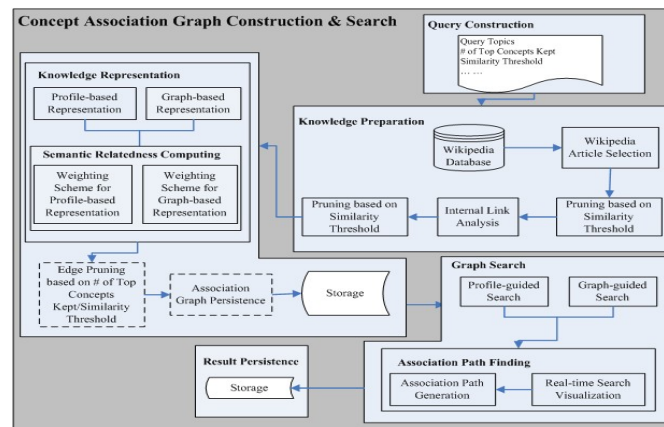 Concept Association Graph Construction & Search
Query Construction
Query Topics
# of Top Concepts Kept
Similarity Threshold
... ...
Knowledge Representation
Profile-based
Representation
Graph-based
Representation
Semantic Relatedness Computing
Weighting
Scheme for
Profile-based
Representation
Weighting
Scheme for
Graph-based
Representation
Edge Pruning
based on # of Top
Concepts
Kept/Similarity
Threshold
Association
Graph Persistence
Storage
Knowledge Preparation
Wikipedia
Database
Wikipedia
Article Selection
Pruning based on
Similarity
Threshold
Internal Link
Analysis
Pruning based on
Similarity
Threshold
Graph Search
Profile-guided
Search
Graph-guided
Search
Association Path Finding
Association Path
Generation
Real-time Search
Visualization
Result Persistence
Storage